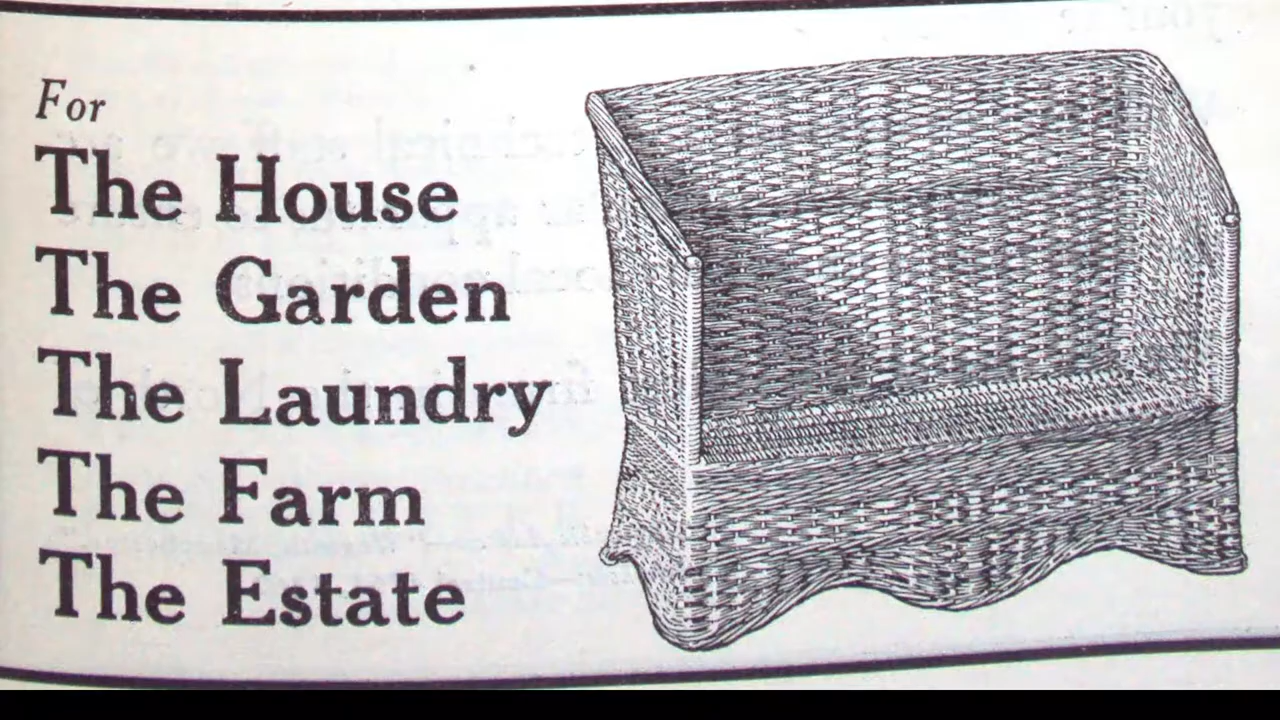 For
The House
The Garden
The Laundry
The Farm
The Estate